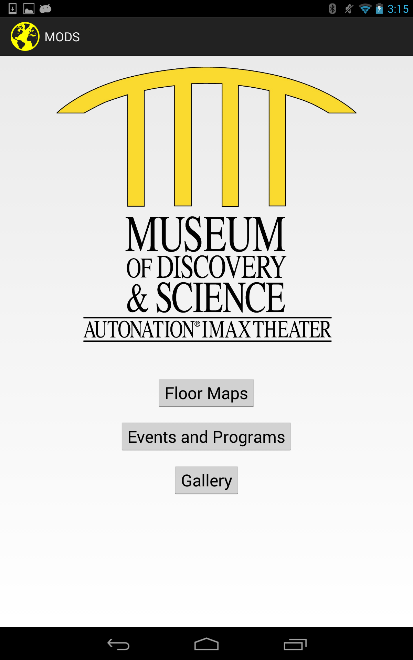 3:15
MODS
MUSEUM
OF DISCOVERY
& SCIENCE
AUTONATION® IMAX THEATER
Floor Maps
Events and Programs
Gallery